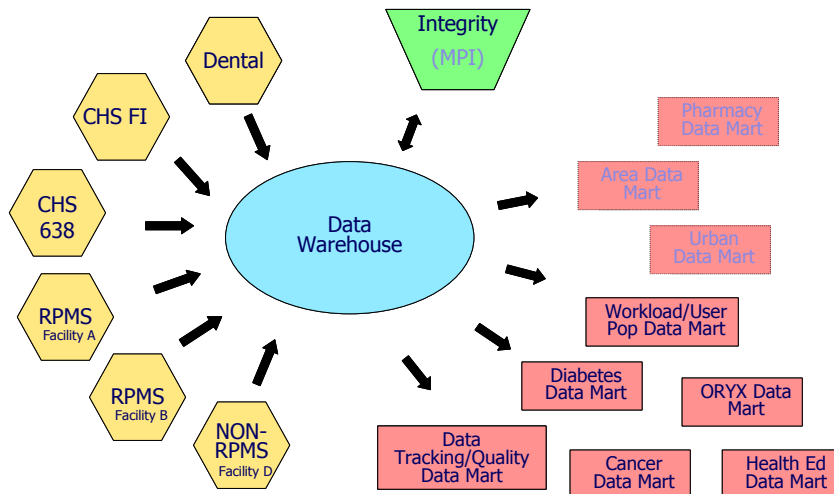 Integrity
(MPI)
Dental
CHS FI
Pharmacy
Data Mart
Area Data
Mart
CHS
638
Data
Warehouse
Urban
Data Mart
RPMS
Facility A
Workload/User
Pop Data Mart
Diabetes
Data Mart
ORYX Data
Mart
RPMS
Facility B
NON-
RPMS
Facility D
Data
Tracking/Quality
Data Mart
Cancer
Data Mart
Health Ed
Data Mart